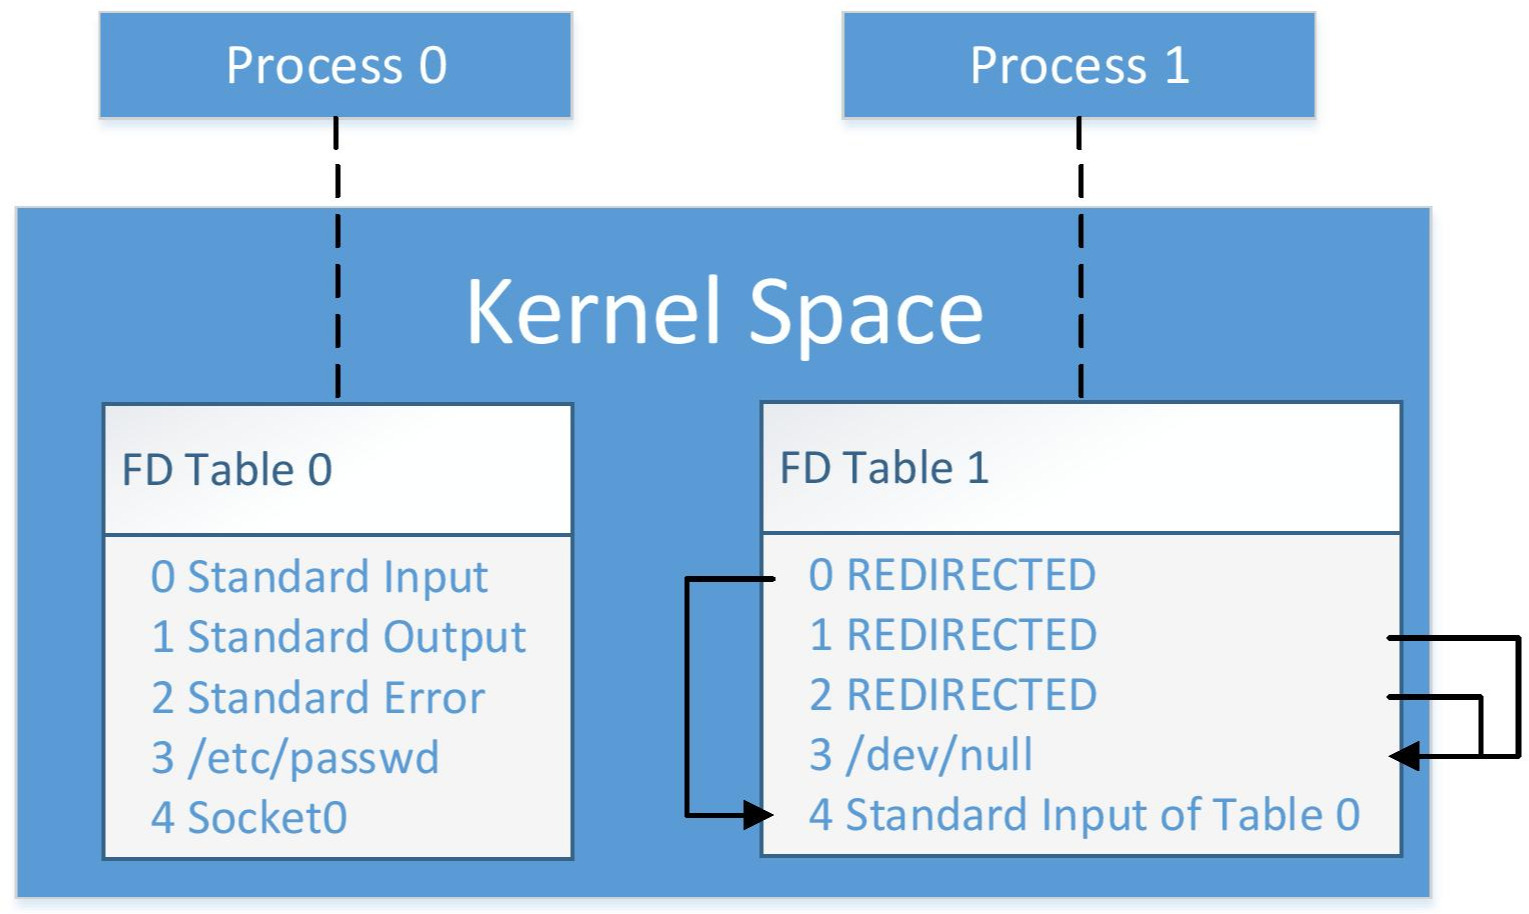 Process 0
Process 1
Kernel Space
FD Table 0
0 Standard Input
1 Standard Output
2 Standard Error
3 /etc/passwd
4 Socket0
FD Table 1
0 REDIRECTED
1 REDIRECTED
2 REDIRECTED
3 /dev/null
4 Standard Input of Table 0